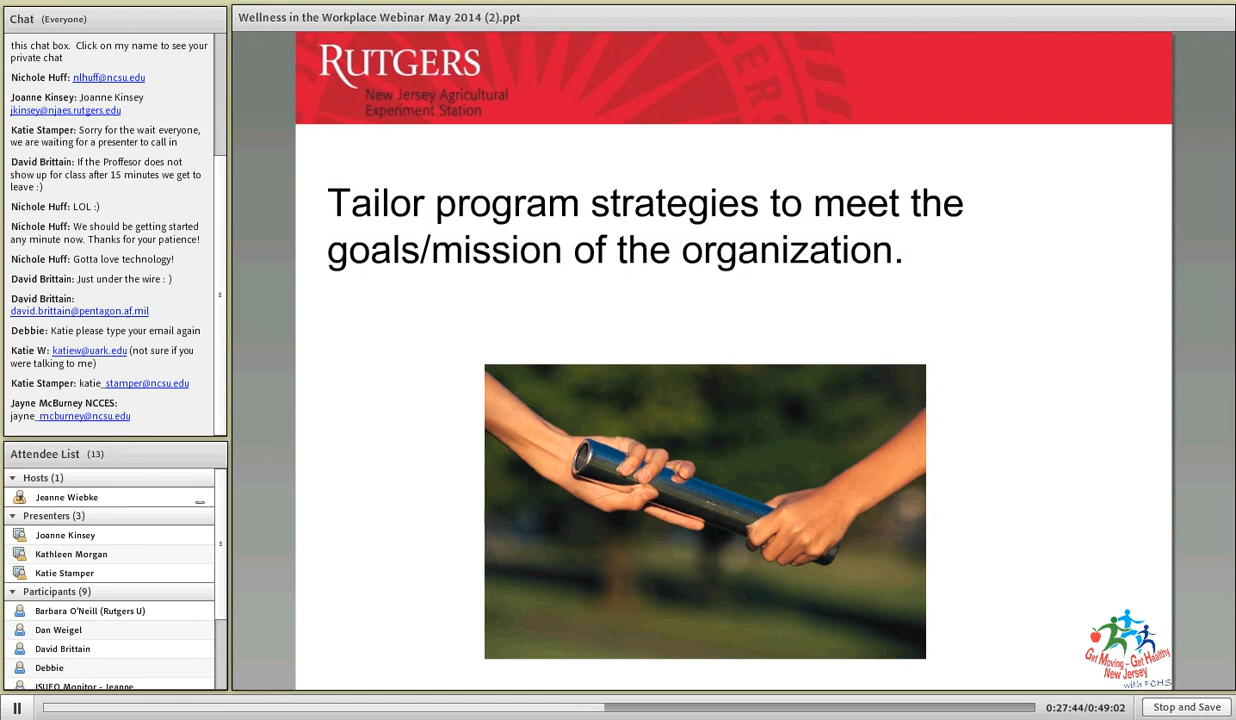 Chat (Everyone)
this chat box. Click on my name to see your
private chat
Nichole Huff: nlhuff@ncsu.edu
Joanne Kinsey: Joanne Kinsey
jkinsey@njaes.rutgers.edu
Katie Stamper: Sorry for the wait everyone,
we are waiting for a presenter to call in
David Brittain: If the Proffesor does not
show up for class after 15 minutes we get to
leave :)
Nichole Huff: LOL :)
Nichole Huff: We should be getting started
any minute now. Thanks for your patience!
Nichole Huff: Gotta love technology!
David Brittain: Just under the wire : )
David Brittain:
david.brittain@pentagon.af.mil
Debbie: Katie please type your email again
Katie W: katiew@uark.edu (not sure if you
were talking to me)
Katie Stamper: katie_stamper@ncsu.edu
Jayne McBurney NCCES:
jayne_mcburney@ncsu.edu
Attendee List (13)
Hosts (1)
Jeanne Wiebke
Presenters (3)
Joanne Kinsey
Kathleen Morgan
Katie Stamper
Participants (9)
Barbara O'Neill (Rutgers U)
Dan Weigel
David Brittain
Debbie
ISUEO Monitor - Jeanne
Wellness in the Workplace Webinar May 2014 (2).ppt
RUTGERS
New Jersey Agricultural
Experiment Station
Tailor program strategies to meet the
goals/mission of the organization.
Get Moving - Get Healthy
New Jersey
with FCHS
0:27:44/0:49:02
Stop and Save